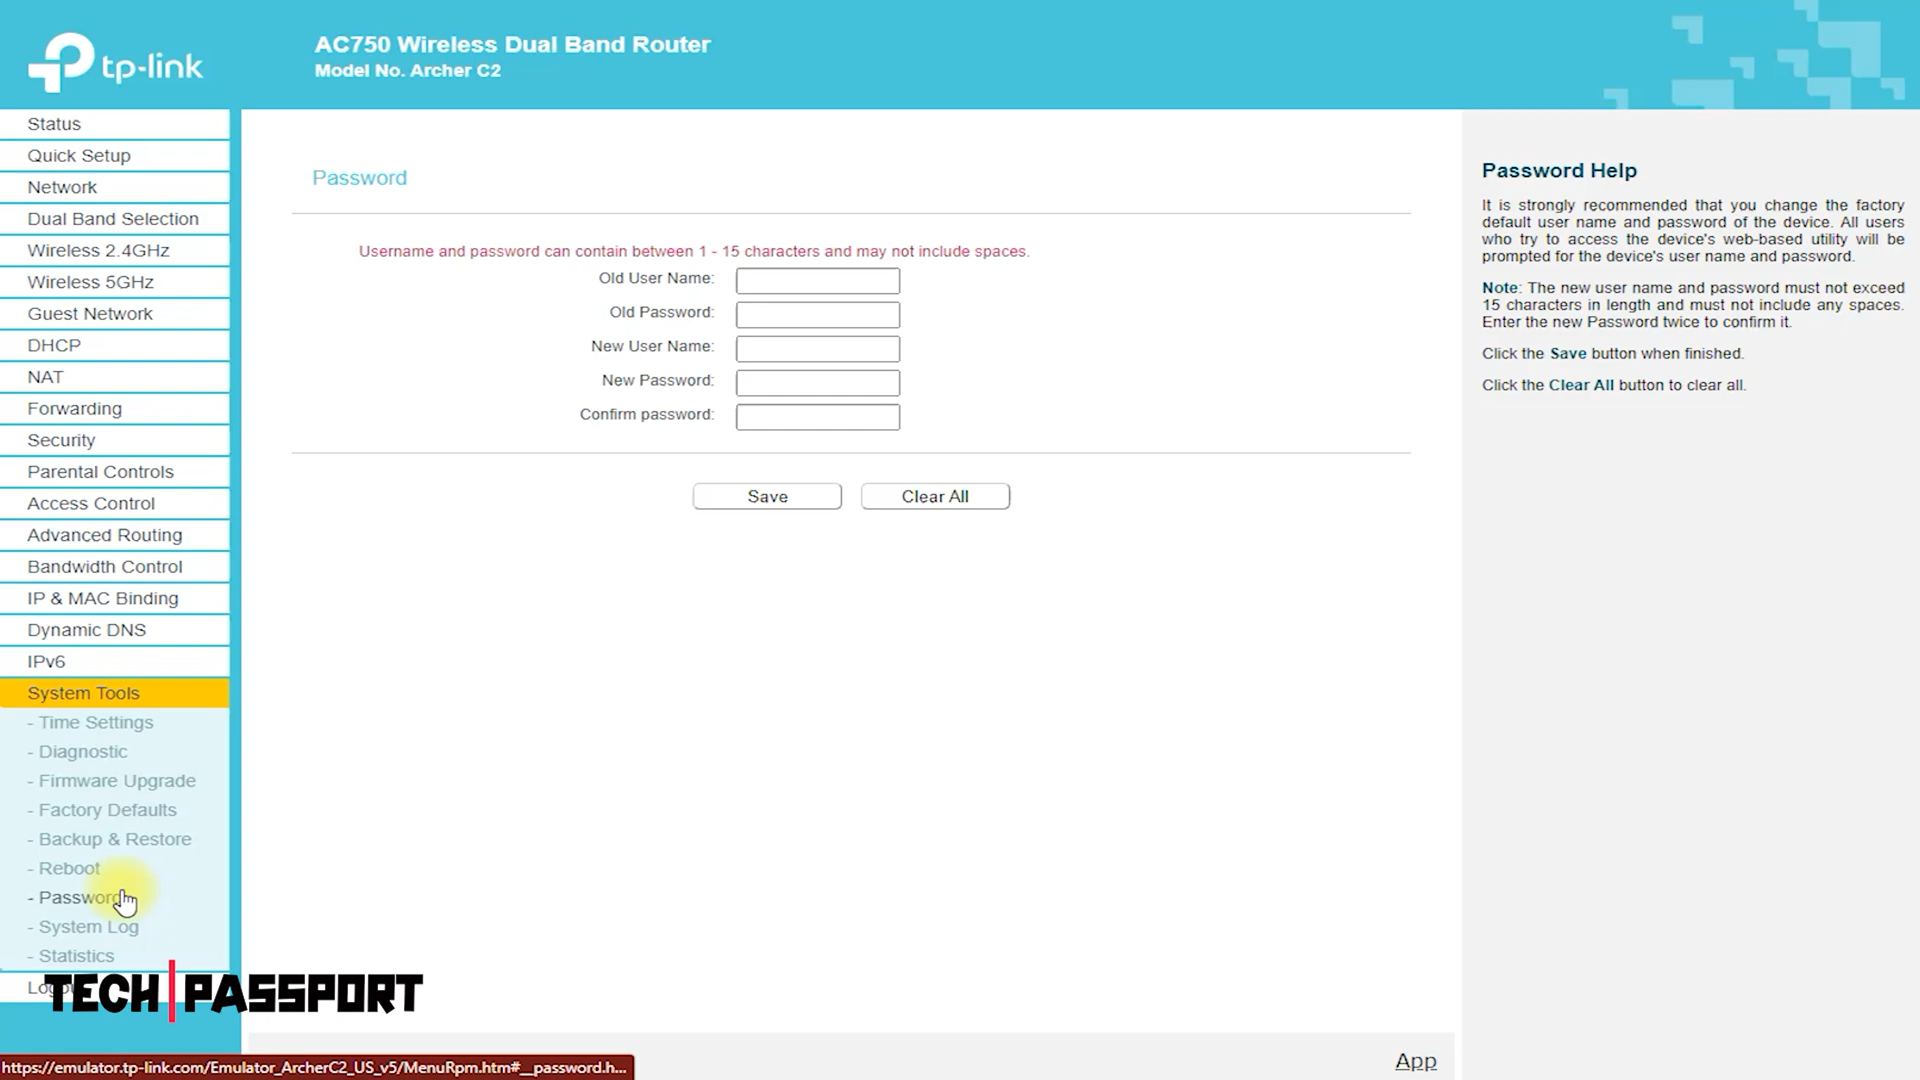 tp-link
AC750 Wireless Dual Band Router
Model No. Archer C2
Status
Quick Setup
Network
Dual Band Selection
Wireless 2.4GHz
Wireless 5GHz
Guest Network
DHCP
NAT
Forwarding
Security
Parental Controls
Access Control
Advanced Routing
Bandwidth Control
IP & MAC Binding
Dynamic DNS
IPv6
System Tools
- Time Settings
- Diagnostic
- Firmware Upgrade
- Factory Defaults
- Backup & Restore
- Reboot
- Password
- System Log
- Statistics
Logout
TECH|PASSPORT
Password
Username and password can contain between 1 - 15 characters and may not include spaces.
Old User Name:
Old Password:
New User Name:
New Password:
Confirm password:
Save
Clear All
Password Help
It is strongly recommended that you change the factory
default user name and password of the device. All users
who try to access the device's web-based utility will be
prompted for the device's user name and password.
Note: The new user name and password must not exceed
15 characters in length and must not include any spaces.
Enter the new Password twice to confirm it.
Click the Save button when finished.
Click the Clear All button to clear all.
App
https://emulator.tp-link.com/Emulator_ArcherC2_US_v5/MenuRpm.htm#__password.h...